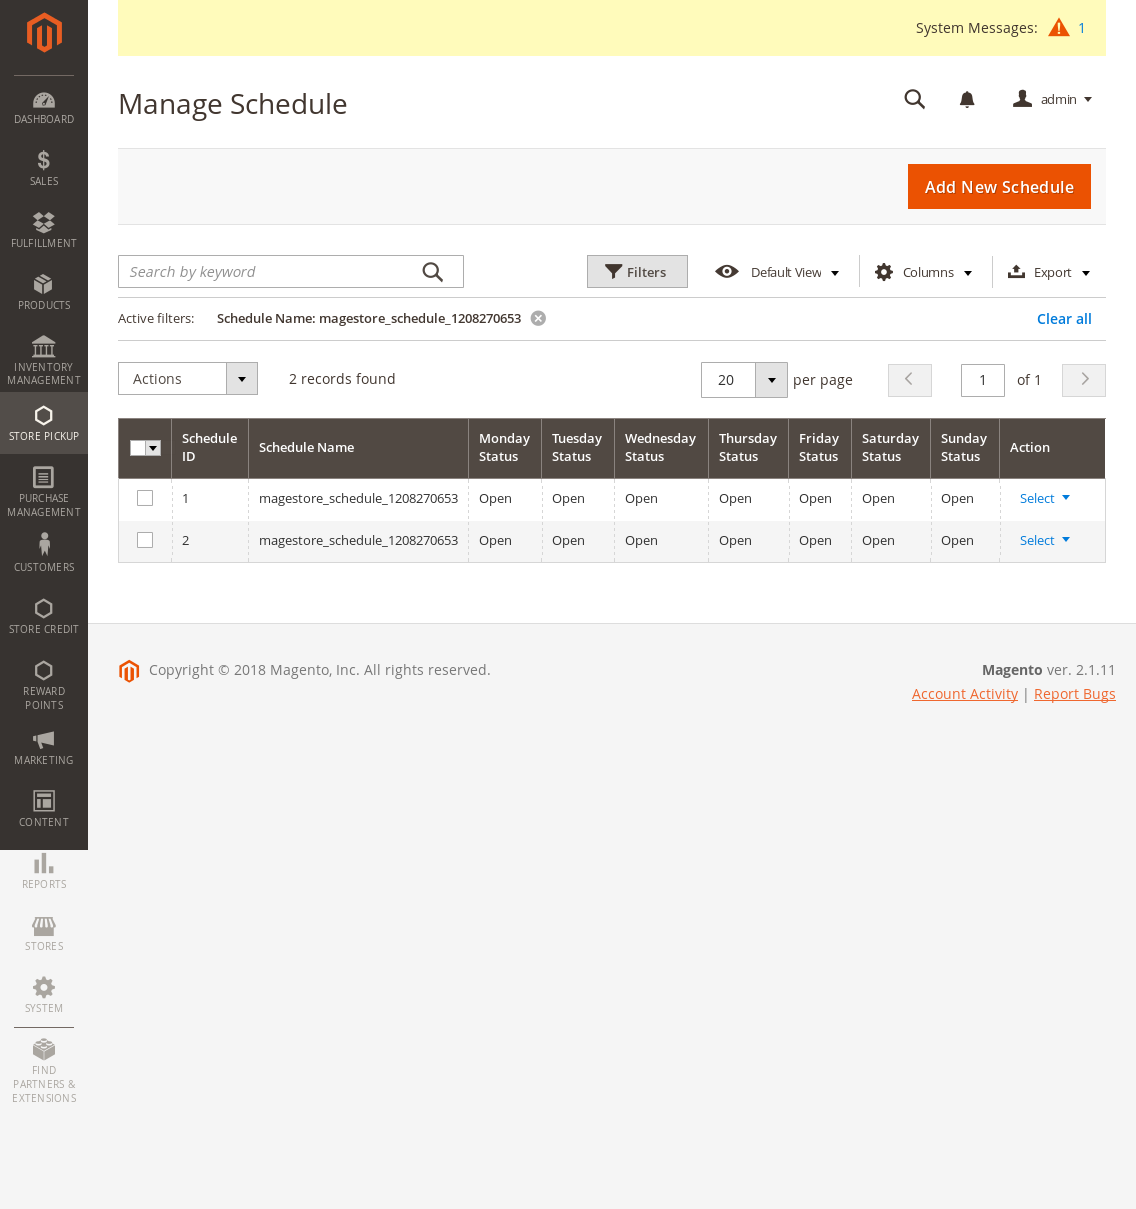 System Messages: 1
Manage Schedule
admin
Add New Schedule
Search by keyword
Filters
Default View
Columns
Export
Active filters:
Schedule Name: magestore_schedule_1208270653
Clear all
Actions
2 records found
20
per page
1
of 1
Schedule ID
Schedule Name
Monday Status
Tuesday Status
Wednesday Status
Thursday Status
Friday Status
Saturday Status
Sunday Status
Action
1 magestore_schedule_1208270653 Open Open Open Open Open Open Open Select
2 magestore_schedule_1208270653 Open Open Open Open Open Open Open Select
Copyright © 2018 Magento, Inc. All rights reserved.
Magento ver. 2.1.11
Account Activity | Report Bugs
DASHBOARD
$
SALES
FULFILLMENT
PRODUCTS
INVENTORY
MANAGEMENT
STORE PICKUP
PURCHASE
MANAGEMENT
CUSTOMERS
STORE CREDIT
REWARD
POINTS
MARKETING
CONTENT
REPORTS
STORES
SYSTEM
FIND
PARTNERS &
EXTENSIONS